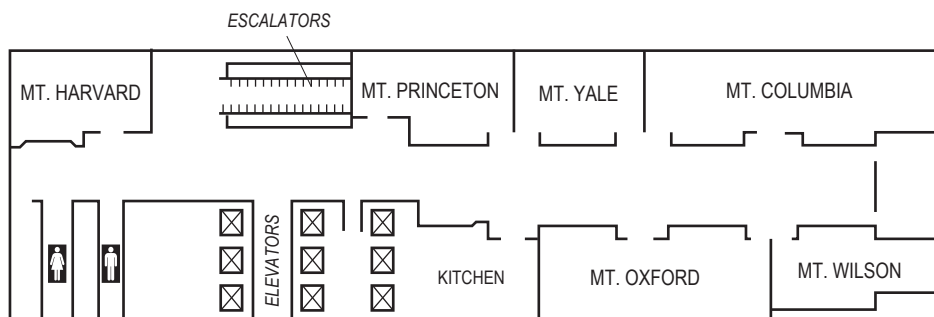 ESCALATORS
MT. HARVARD
MT. PRINCETON
MT. YALE
MT. COLUMBIA
ELEVATORS
KITCHEN
MT. OXFORD
MT. WILSON